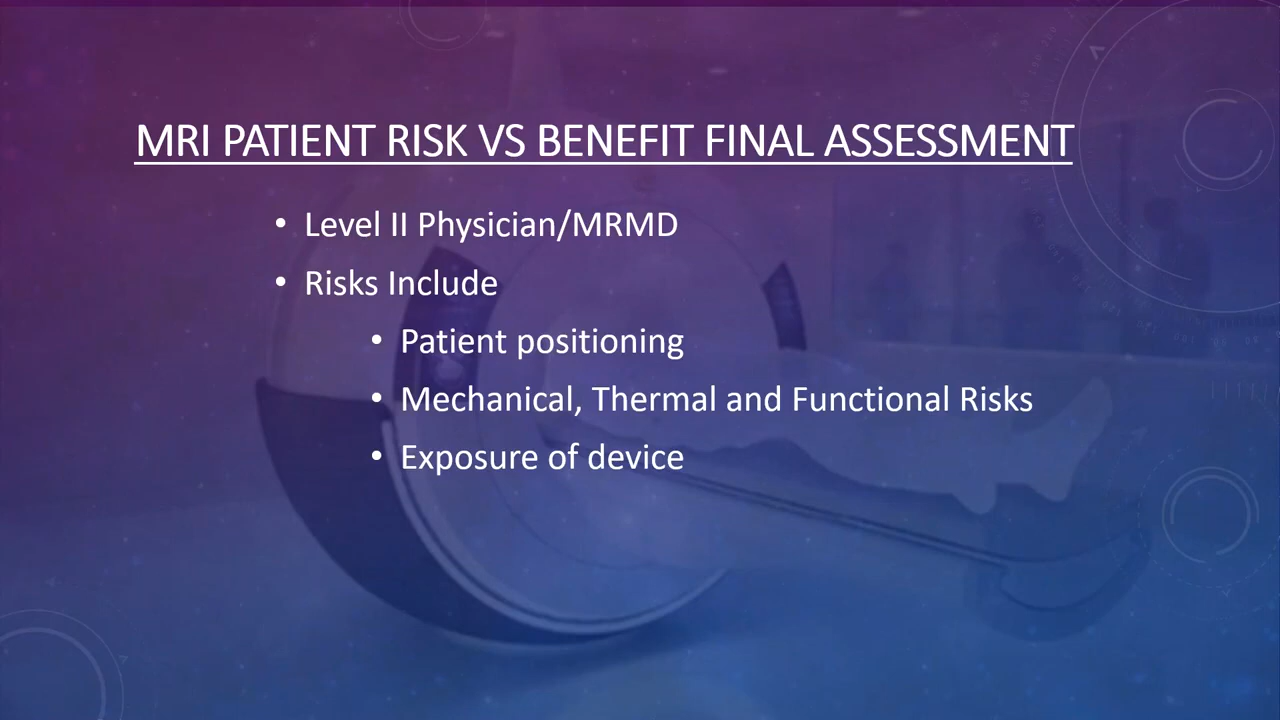 MRI PATIENT RISK VS BENEFIT FINAL ASSESSMENT
• Level II Physician/MRMD
• Risks Include
• Patient positioning
• Mechanical, Thermal and Functional Risks
• Exposure of device